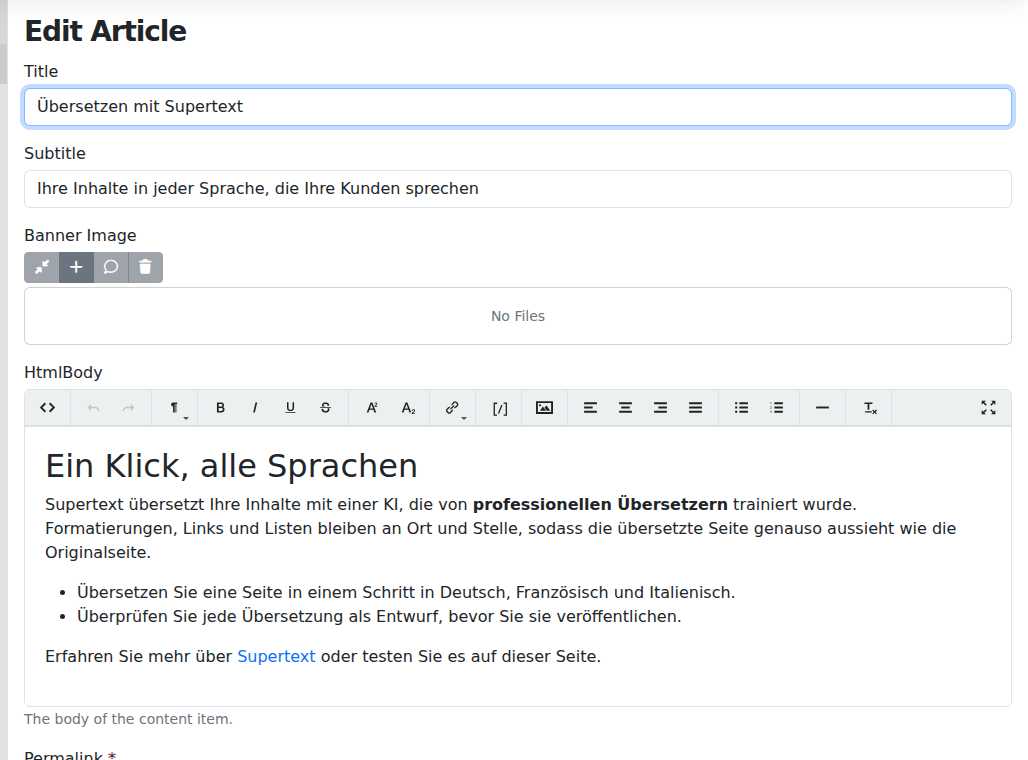 Edit Article
Title
Übersetzen mit Supertext
Subtitle
Ihre Inhalte in jeder Sprache, die Ihre Kunden sprechen
Banner Image
No Files
HtmlBody
Ein Klick, alle Sprachen
Supertext übersetzt Ihre Inhalte mit einer KI, die von professionellen Übersetzern trainiert wurde.
Formatierungen, Links und Listen bleiben an Ort und Stelle, sodass die übersetzte Seite genauso aussieht wie die
Originalseite.
• Übersetzen Sie eine Seite in einem Schritt in Deutsch, Französisch und Italienisch.
• Überprüfen Sie jede Übersetzung als Entwurf, bevor Sie sie veröffentlichen.
Erfahren Sie mehr über Supertext oder testen Sie es auf dieser Seite.
The body of the content item.
Permalink *